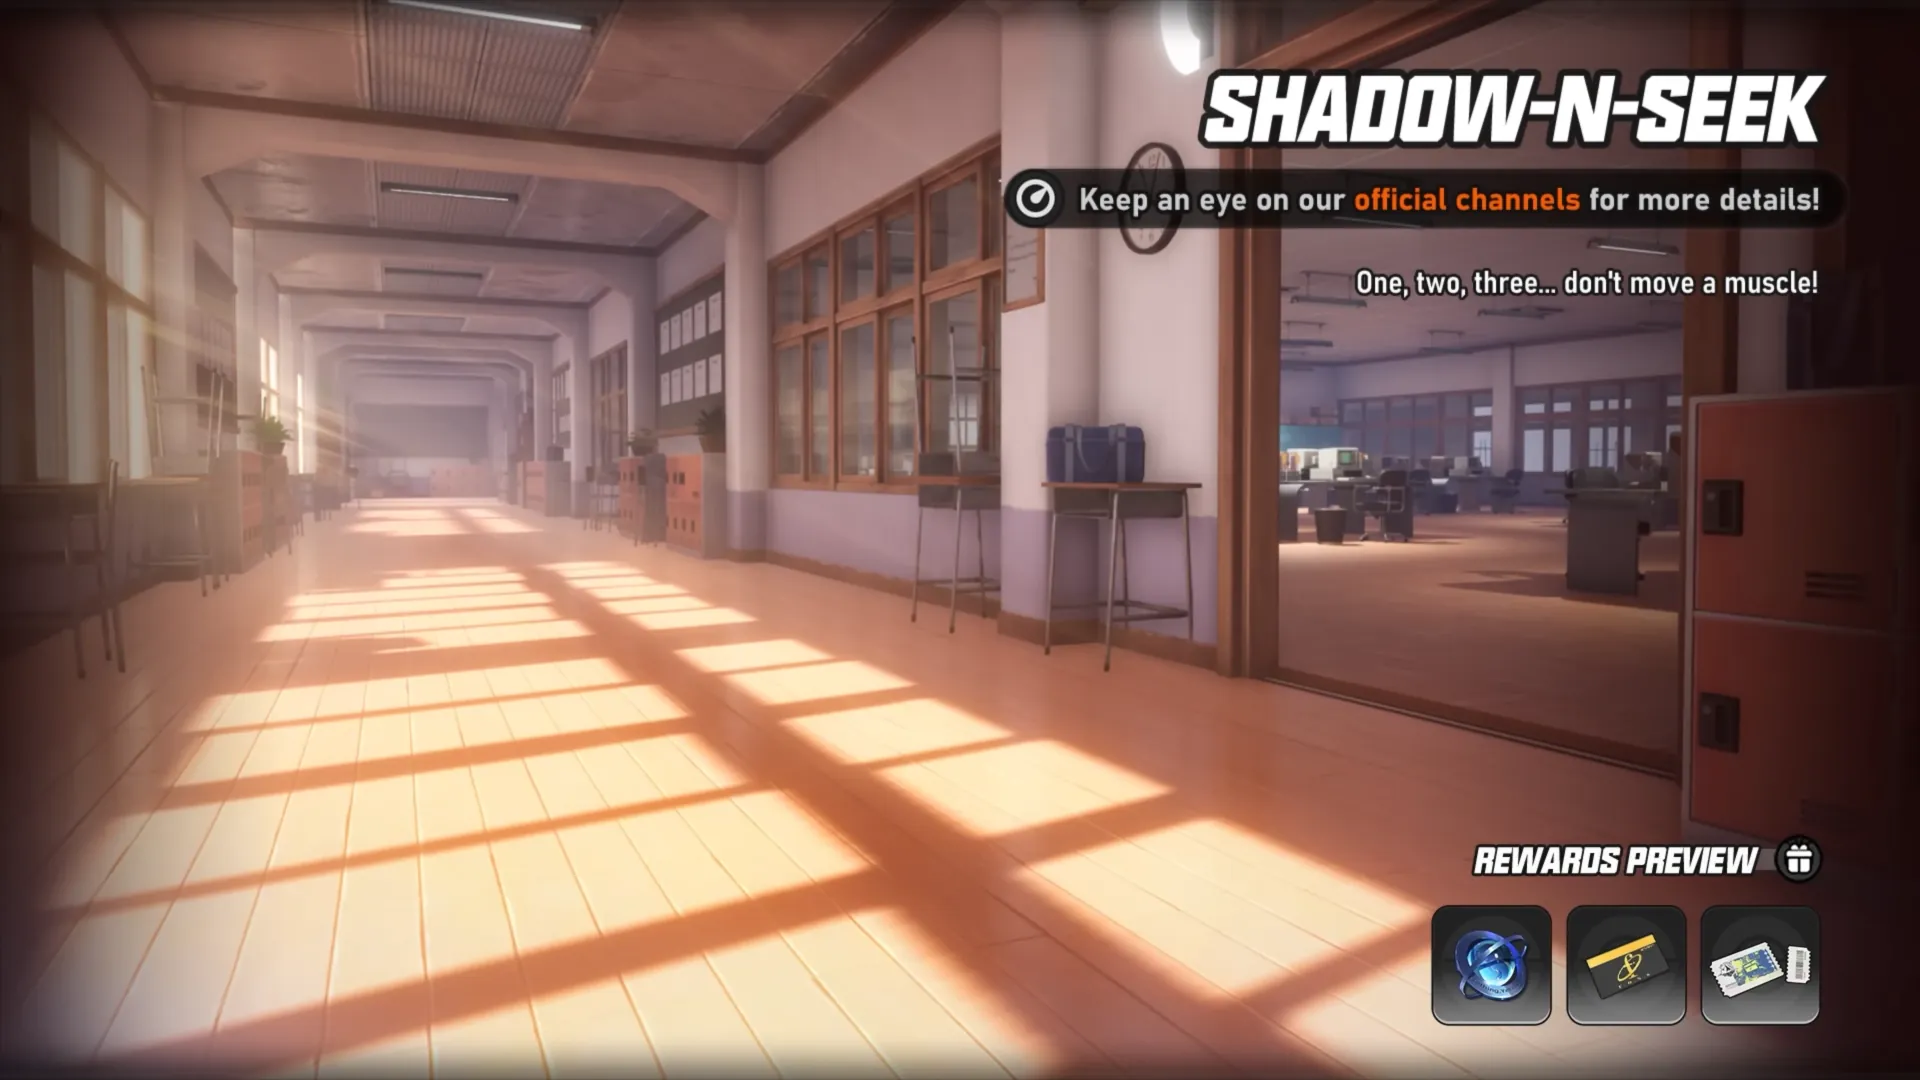 SHADOW-N-SEEK
Keep an eye on our official channels for more details!
One, two, three... don't move a muscle!
REWARDS PREVIEW